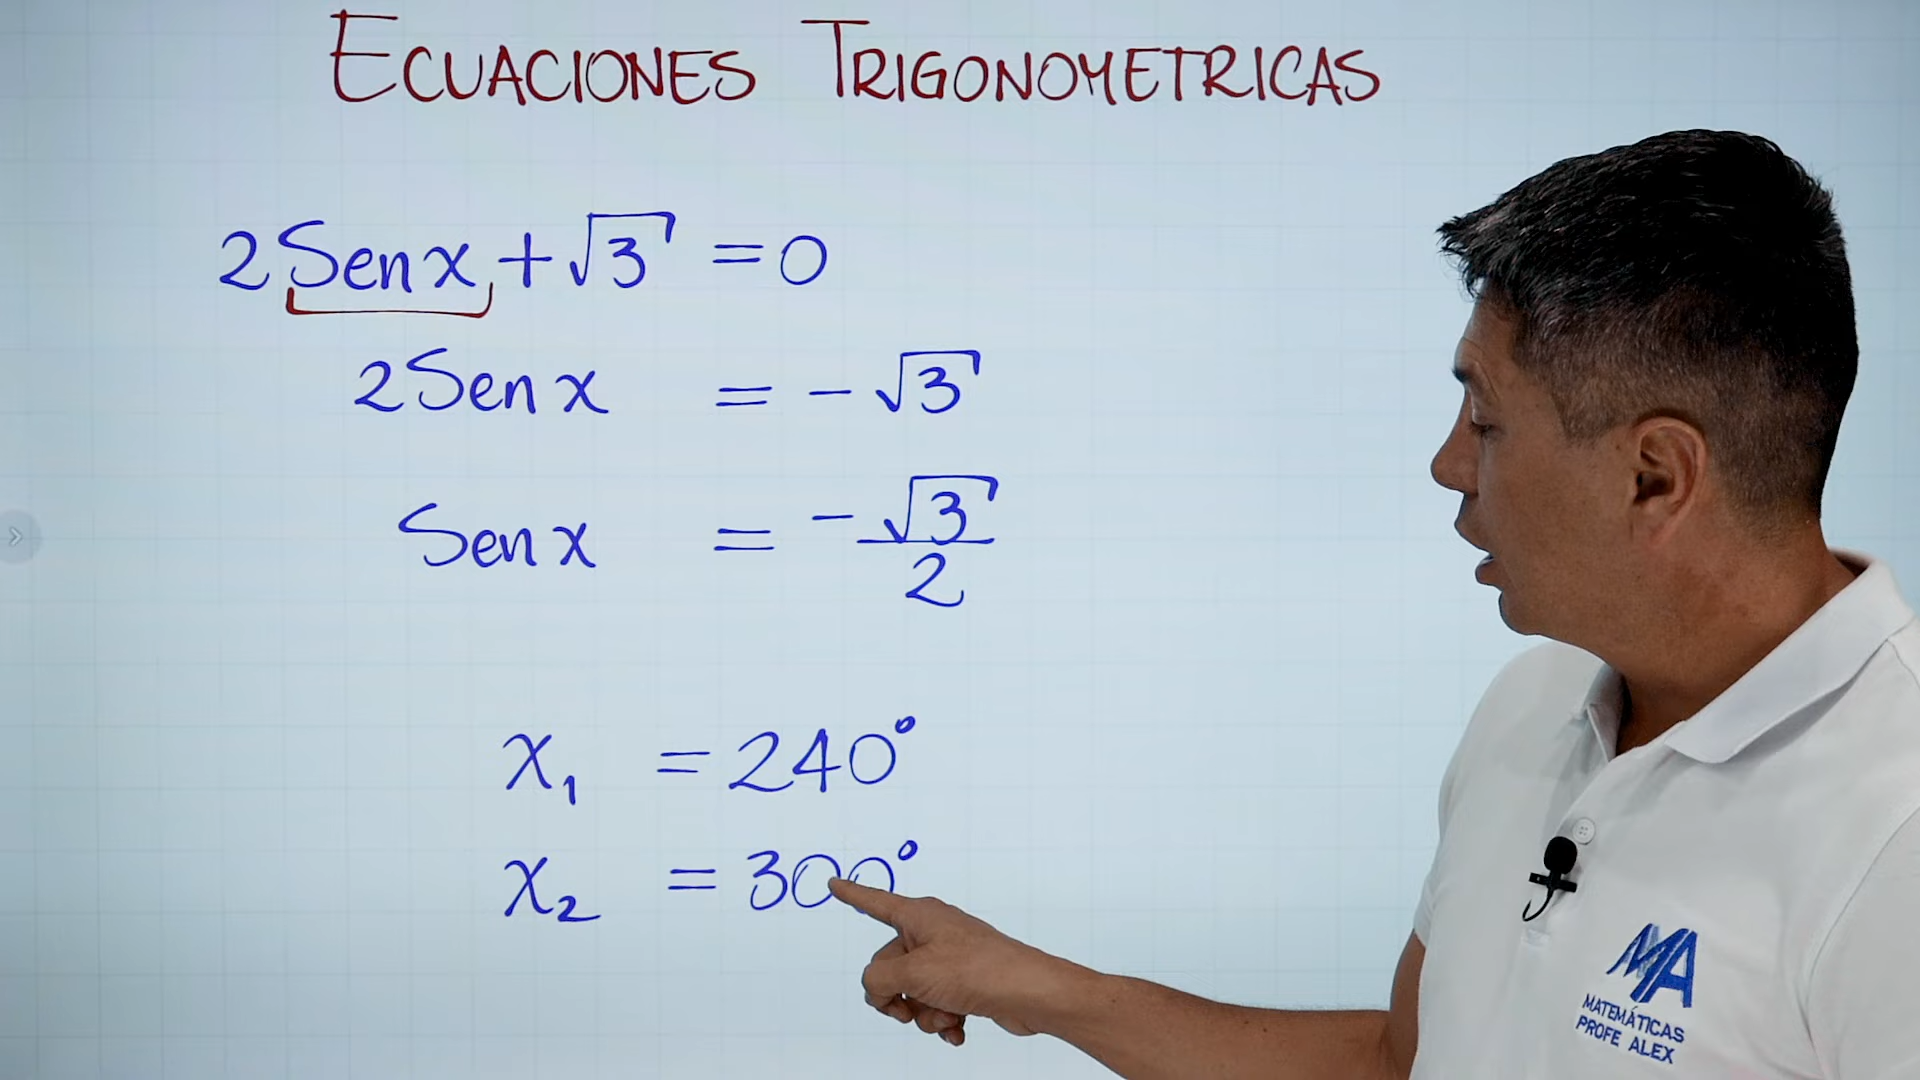 ECUACIONES TRIGONOMETRICAS
2 Sen x + √3 = 0
2 Sen x = - √3
Sen x = - √3/2
x₁ = 240°
x₂ = 300°
MA
MATEMÁTICAS
PROFE ALEX